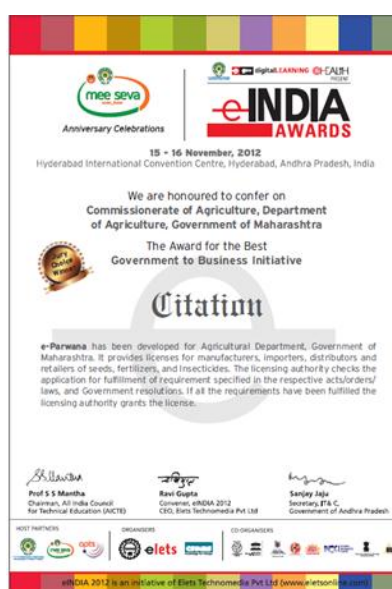 mee seva
Anniversary Celebrations
digitalLEARNING
PRESENT
eINDIA
AWARDS
15 - 16 November, 2012
Hyderabad International Convention Centre, Hyderabad, Andhra Pradesh, India
We are honoured to confer on
Commissionerate of Agriculture, Department
of Agriculture, Government of Maharashtra
The Award for the Best
Government to Business Initiative
Jury
Choice
Winner
Citation
e-Parwana has been developed for Agricultural Department, Government of
Maharashtra. It provides licenses for manufacturers, importers, distributors and
retailers of seeds, fertilizers, and Insecticides. The licensing authority checks the
application for fulfillment of requirement specified in the respective acts/orders/
laws, and Government resolutions. If all the requirements have been fulfilled the
licensing authority grants the license.
Prof S S Mantha
Chairman, All India Council
for Technical Education (AICTE)
Ravi Gupta
Convener, eINDIA 2012
CEO, Elets Technomedia Pvt Ltd
Sanjay Jaju
Secretary, IT& C,
Government of Andhra Pradesh
HOST PARTNERS
ORGANISERS
CO-ORGANISERS
mee seva
apts
elets
eINDIA 2012 is an initiative of Elets Technomedia Pvt Ltd (www.eletsonline.com)